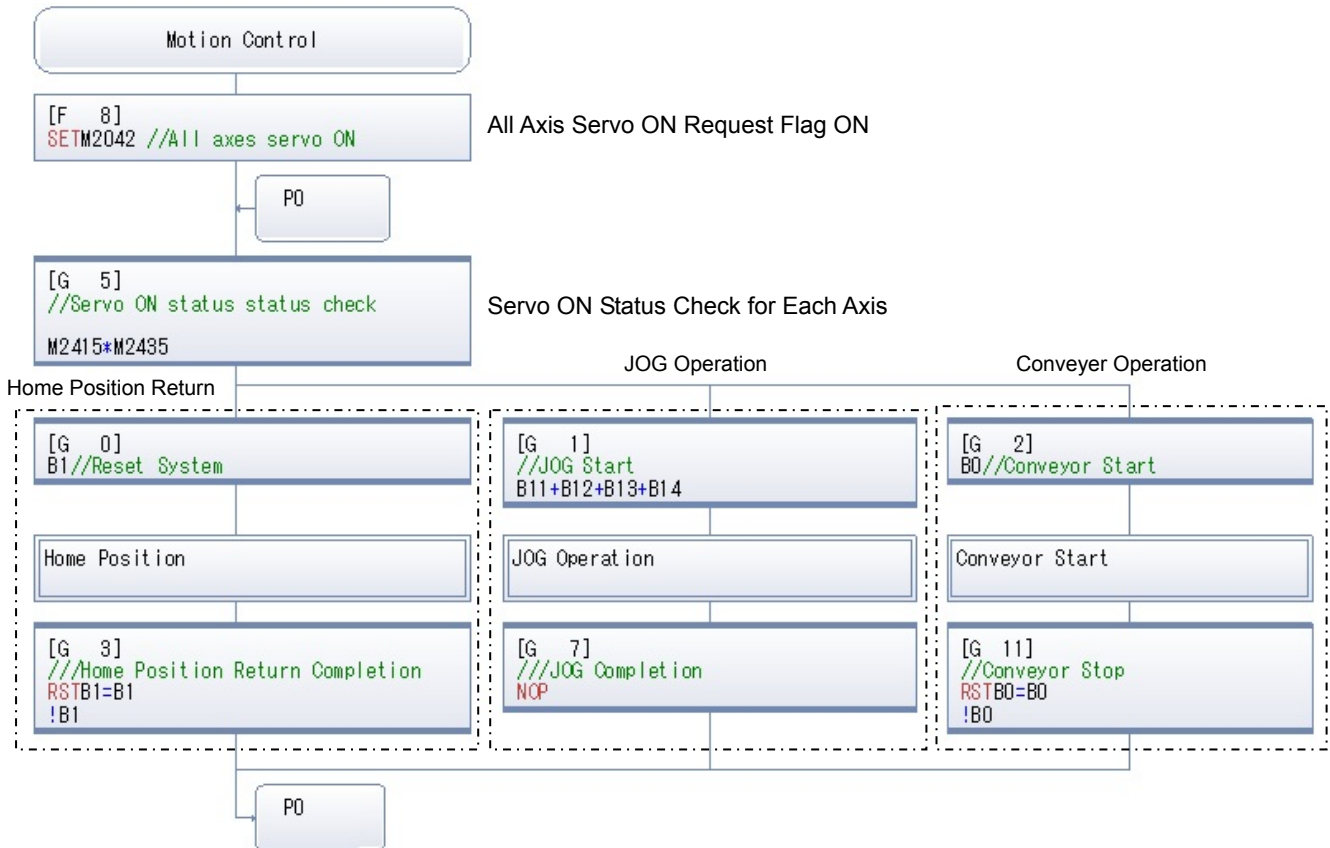 Motion Control
[F 8]
SETM2042 //All axes servo ON
All Axis Servo ON Request Flag ON
P0
[G 5]
//Servo ON status status check
M2415*M2435
Servo ON Status Check for Each Axis
Home Position Return
JOG Operation
Conveyer Operation
[G 0]
B1//Reset System
[G 1]
//JOG Start
B11+B12+B13+B14
[G 2]
B0//Conveyor Start
Home Position
JOG Operation
Conveyor Start
[G 3]
///Home Position Return Completion
RSTB1=B1
!B1
[G 7]
///JOG Completion
NOP
[G 11]
//Conveyor Stop
RSTB0=B0
!B0
P0